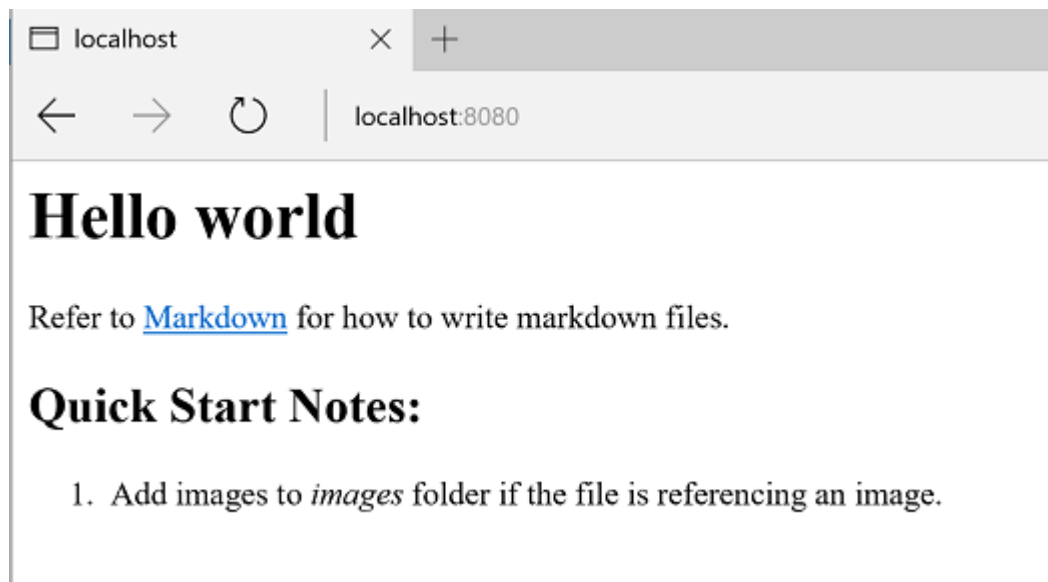 localhost
localhost:8080
Hello world
Refer to Markdown for how to write markdown files.
Quick Start Notes:
1. Add images to images folder if the file is referencing an image.